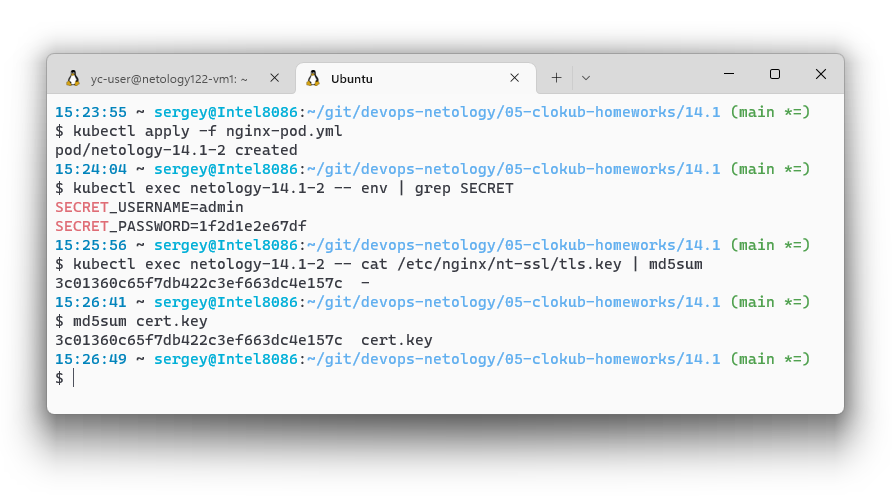 yc-user@netology122-vm1: ~
Ubuntu
15:23:55 ~ sergey@Intel8086:~/git/devops-netology/05-clokub-homeworks/14.1 (main *=)
$ kubectl apply -f nginx-pod.yml
pod/netology-14.1-2 created
15:24:04 ~ sergey@Intel8086:~/git/devops-netology/05-clokub-homeworks/14.1 (main *=)
$ kubectl exec netology-14.1-2 -- env | grep SECRET
SECRET_USERNAME=admin
SECRET_PASSWORD=1f2d1e2e67df
15:25:56 ~ sergey@Intel8086:~/git/devops-netology/05-clokub-homeworks/14.1 (main *=)
$ kubectl exec netology-14.1-2 -- cat /etc/nginx/nt-ssl/tls.key | md5sum
3c01360c65f7db422c3ef663dc4e157c  -
15:26:41 ~ sergey@Intel8086:~/git/devops-netology/05-clokub-homeworks/14.1 (main *=)
$ md5sum cert.key
3c01360c65f7db422c3ef663dc4e157c  cert.key
15:26:49 ~ sergey@Intel8086:~/git/devops-netology/05-clokub-homeworks/14.1 (main *=)
$